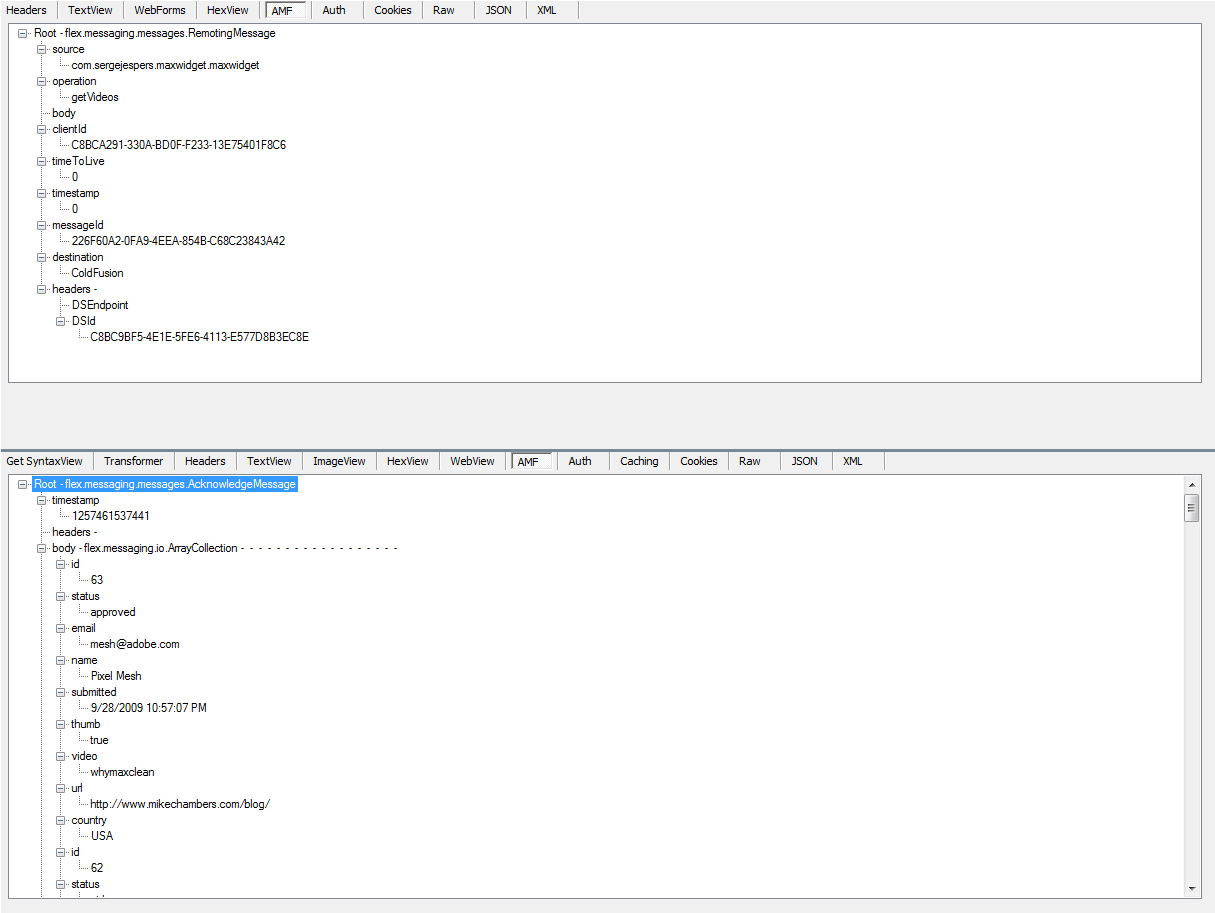 Headers TextView WebForms HexView AMF Auth Cookies Raw JSON XML
Root - flex.messaging.messages.RemotingMessage
source
com.sergejespers.maxwidget.maxwidget
operation
getVideos
body
clientId
C8BCA291-330A-BD0F-F233-13E75401F8C6
timeToLive
0
timestamp
0
messageId
226F60A2-0FA9-4EEA-854B-C68C23843A42
destination
ColdFusion
headers -
DSEndpoint
DSId
C8BC9BF5-4E1E-5FE6-4113-E577D8B3EC8E
Get SyntaxView Transformer Headers TextView ImageView HexView WebView AMF Auth Caching Cookies Raw JSON XML
Root - flex.messaging.messages.AcknowledgeMessage
timestamp
1257461537441
headers -
body - flex.messaging.io.ArrayCollection - - - - - - - - - - - - - - - - - -
id
63
status
approved
email
mesh@adobe.com
name
Pixel Mesh
submitted
9/28/2009 10:57:07 PM
thumb
true
video
whymaxclean
url
http://www.mikechambers.com/blog/
country
USA
id
62
status